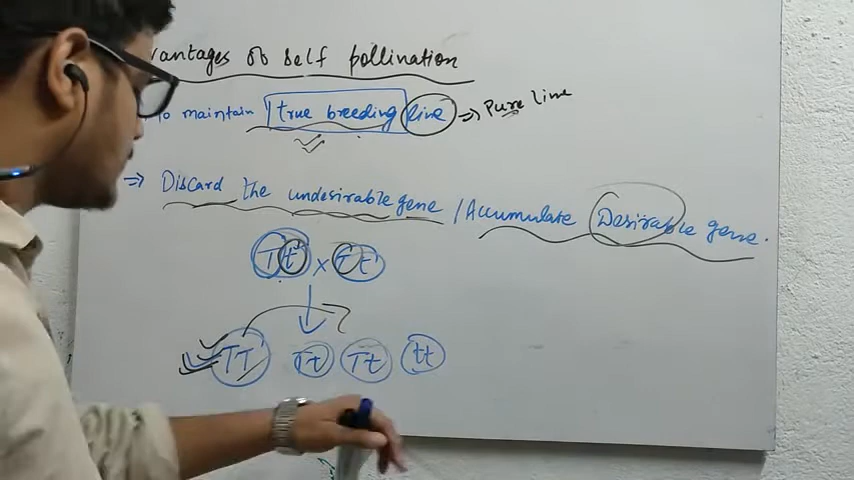 vantages of self pollination
to maintain true breeding line => Pure line
=> Discard the undesirable gene / Accumulate Desirable gene.
Tt x Tt
TT Tt Tt tt